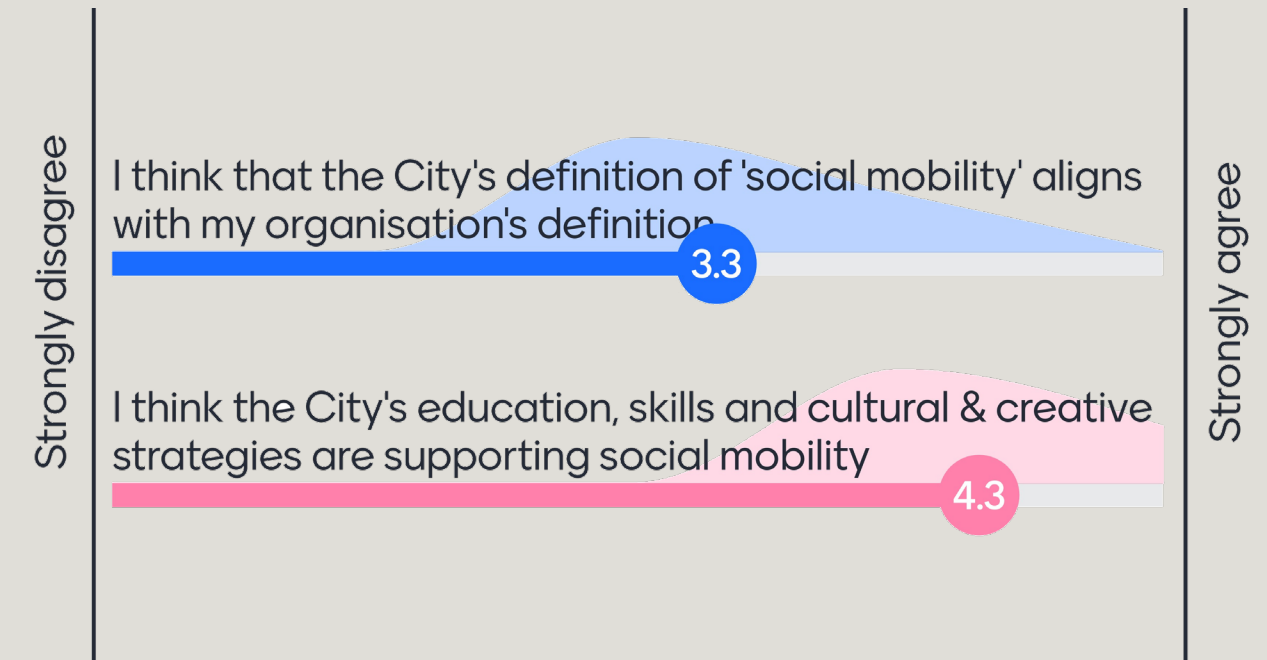 Strongly disagree
I think that the City's definition of 'social mobility' aligns
with my organisation's definition
3.3
I think the City's education, skills and cultural & creative
strategies are supporting social mobility
4.3
Strongly agree